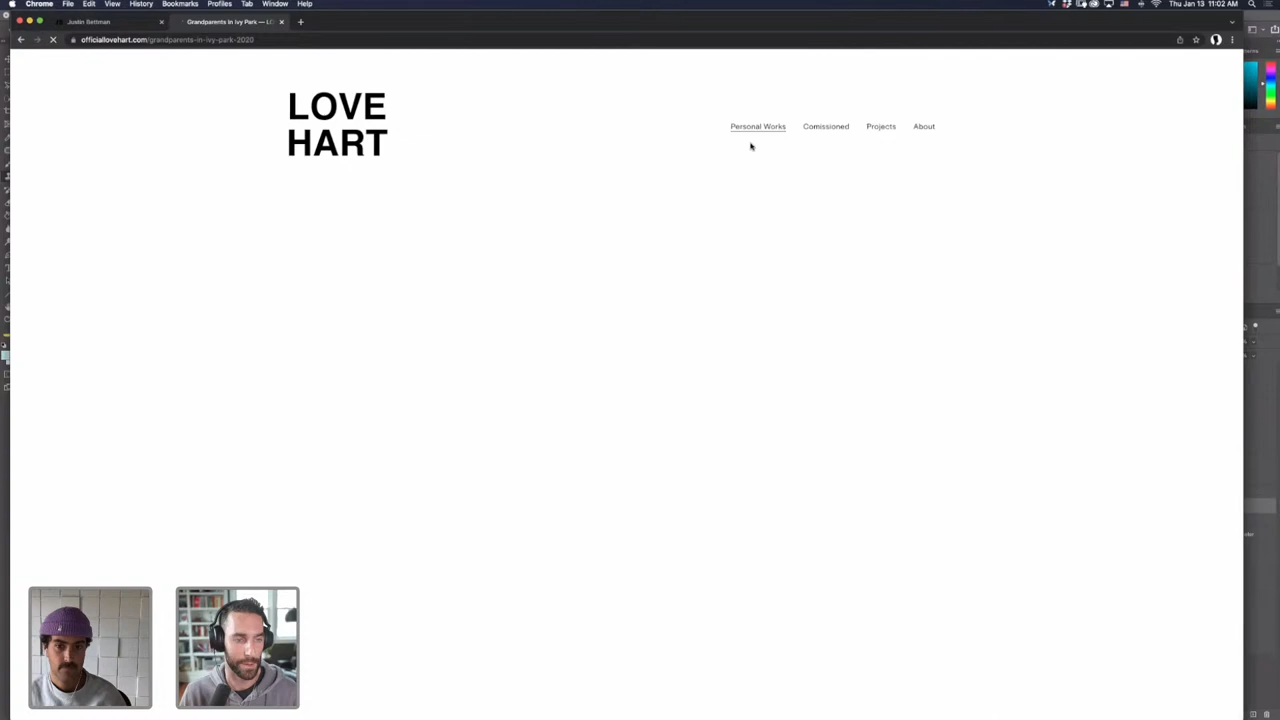 Chrome File Edit View History Bookmarks Profiles Tab Window Help
Thu Jan 13 11:02 AM
Justin Bettman
Grandparents in Ivy Park — LO
officiallovehart.com/grandparents-in-ivy-park-2020
LOVE
HART
Personal Works Comissioned Projects About